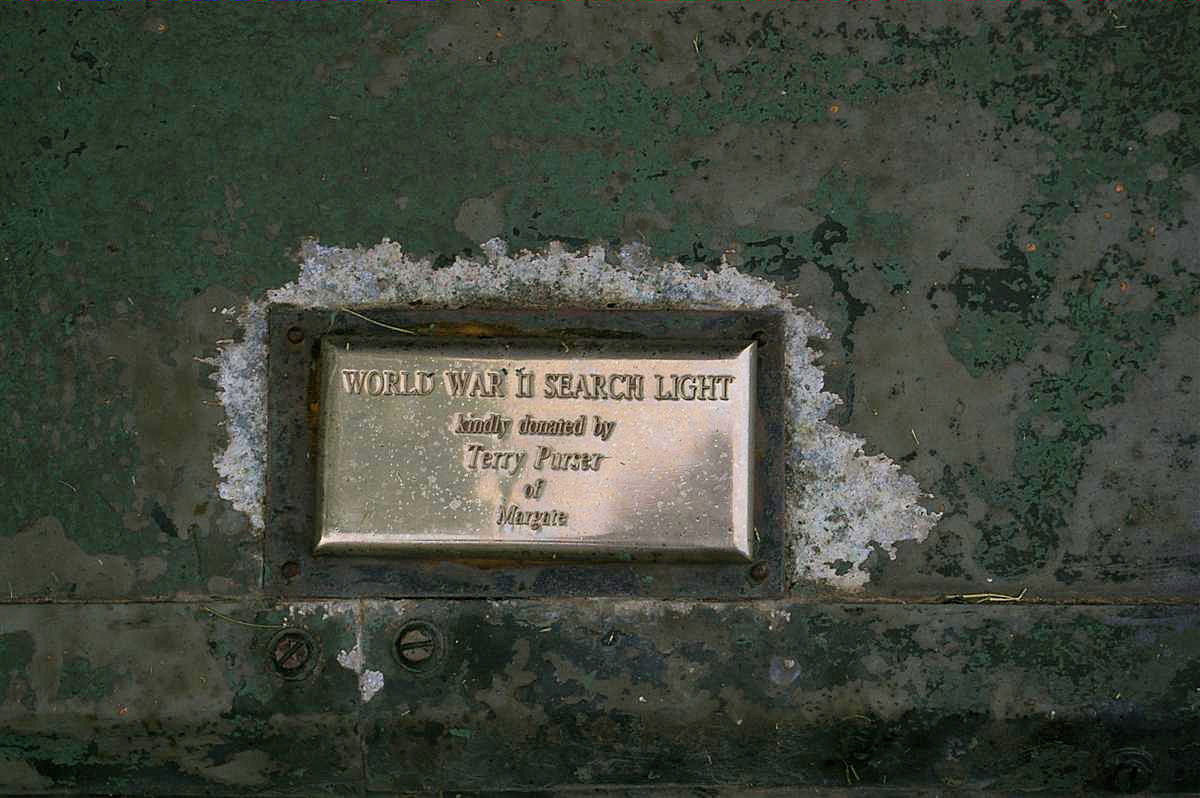 WORLD WAR II SEARCH LIGHT
kindly donated by
Terry Purser
of
Margate